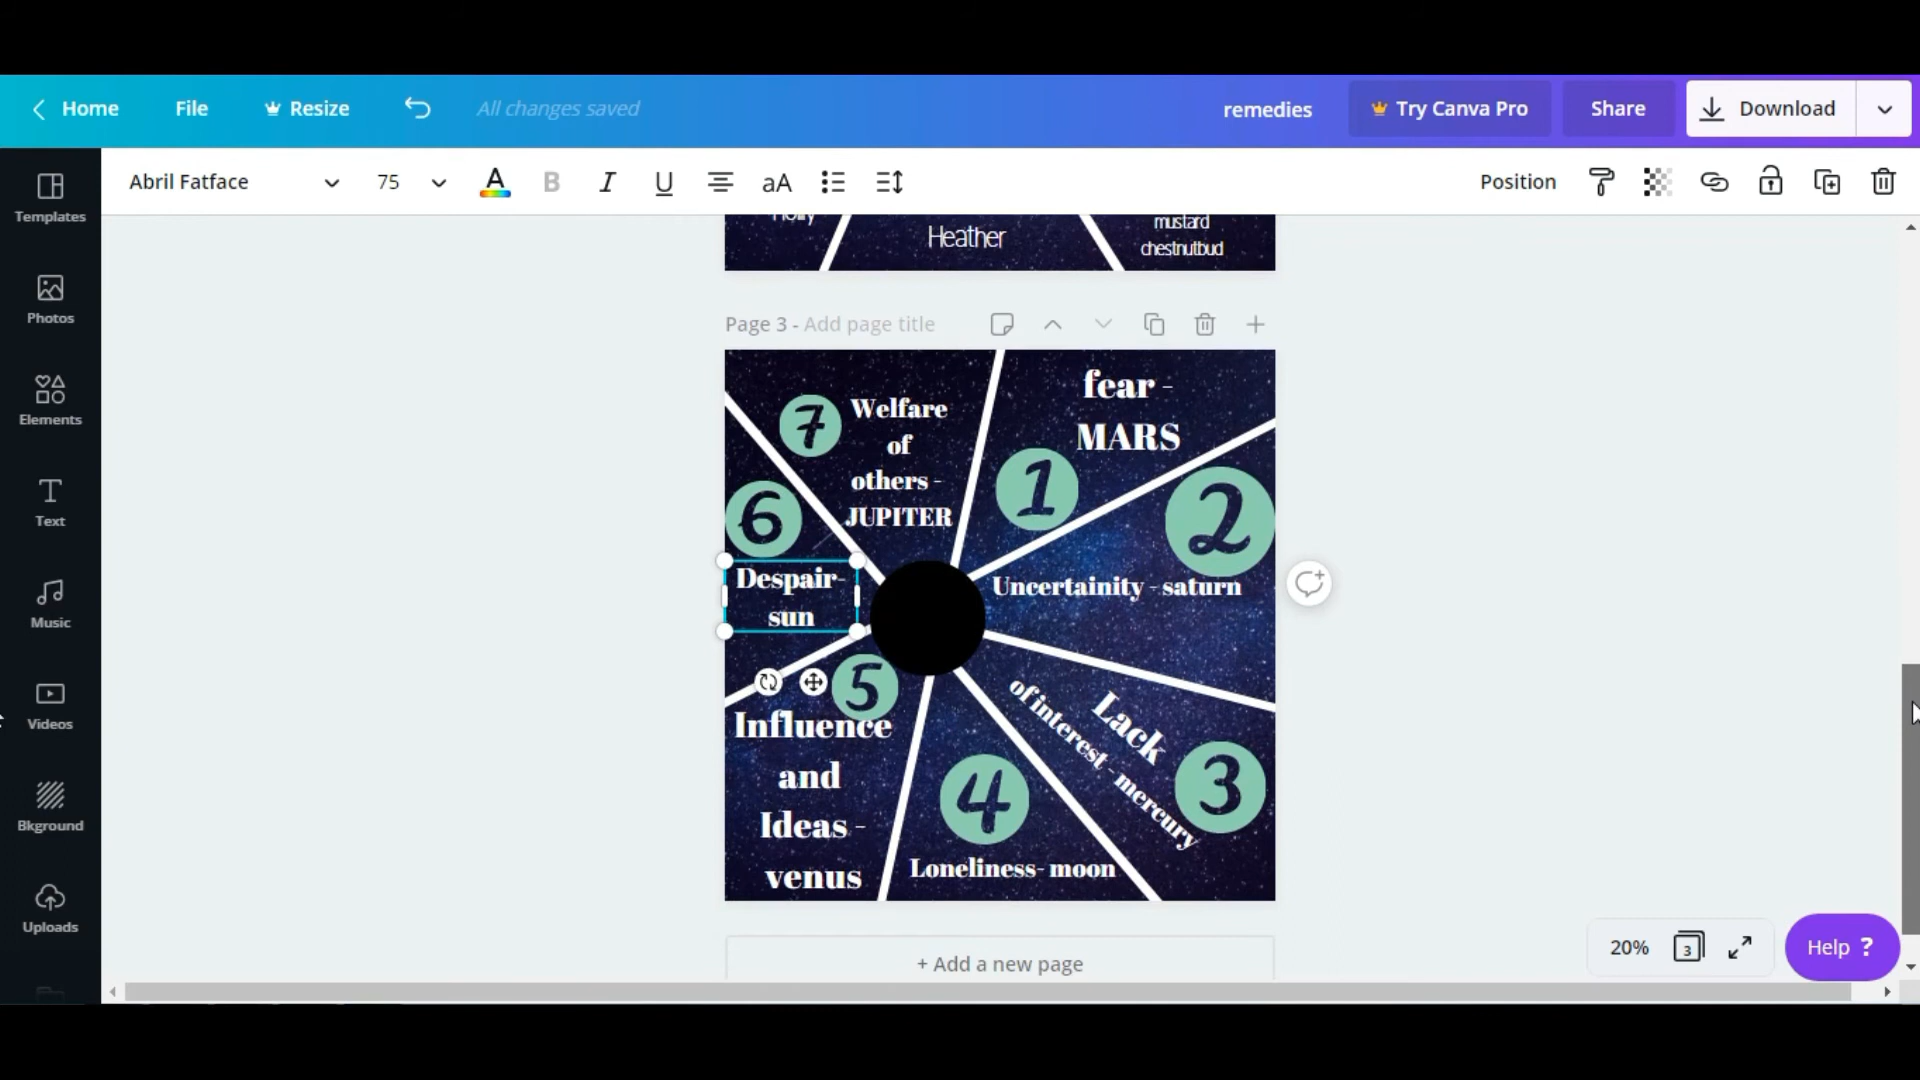 Home
File
Resize
All changes saved
remedies
Try Canva Pro
Share
Download
Abril Fatface
75
A
B
I
U
aA
Position
Templates
Photos
Elements
Text
Music
Videos
Bkground
Uploads
Holly
Heather
mustard
chestnutbud
Page 3 - Add page title
7
Welfare
of
others -
JUPITER
fear -
MARS
1
2
Uncertainity - saturn
6
Despair-
sun
5
Influence
and
Ideas -
venus
4
Loneliness- moon
Lack
of interest - mercury
3
+ Add a new page
20%
3
Help ?